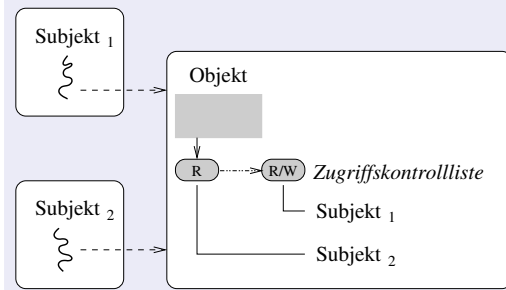 Subjekt 1
Objekt
R R/W Zugriffskontrollliste
Subjekt 2
Subjekt 1
Subjekt 2